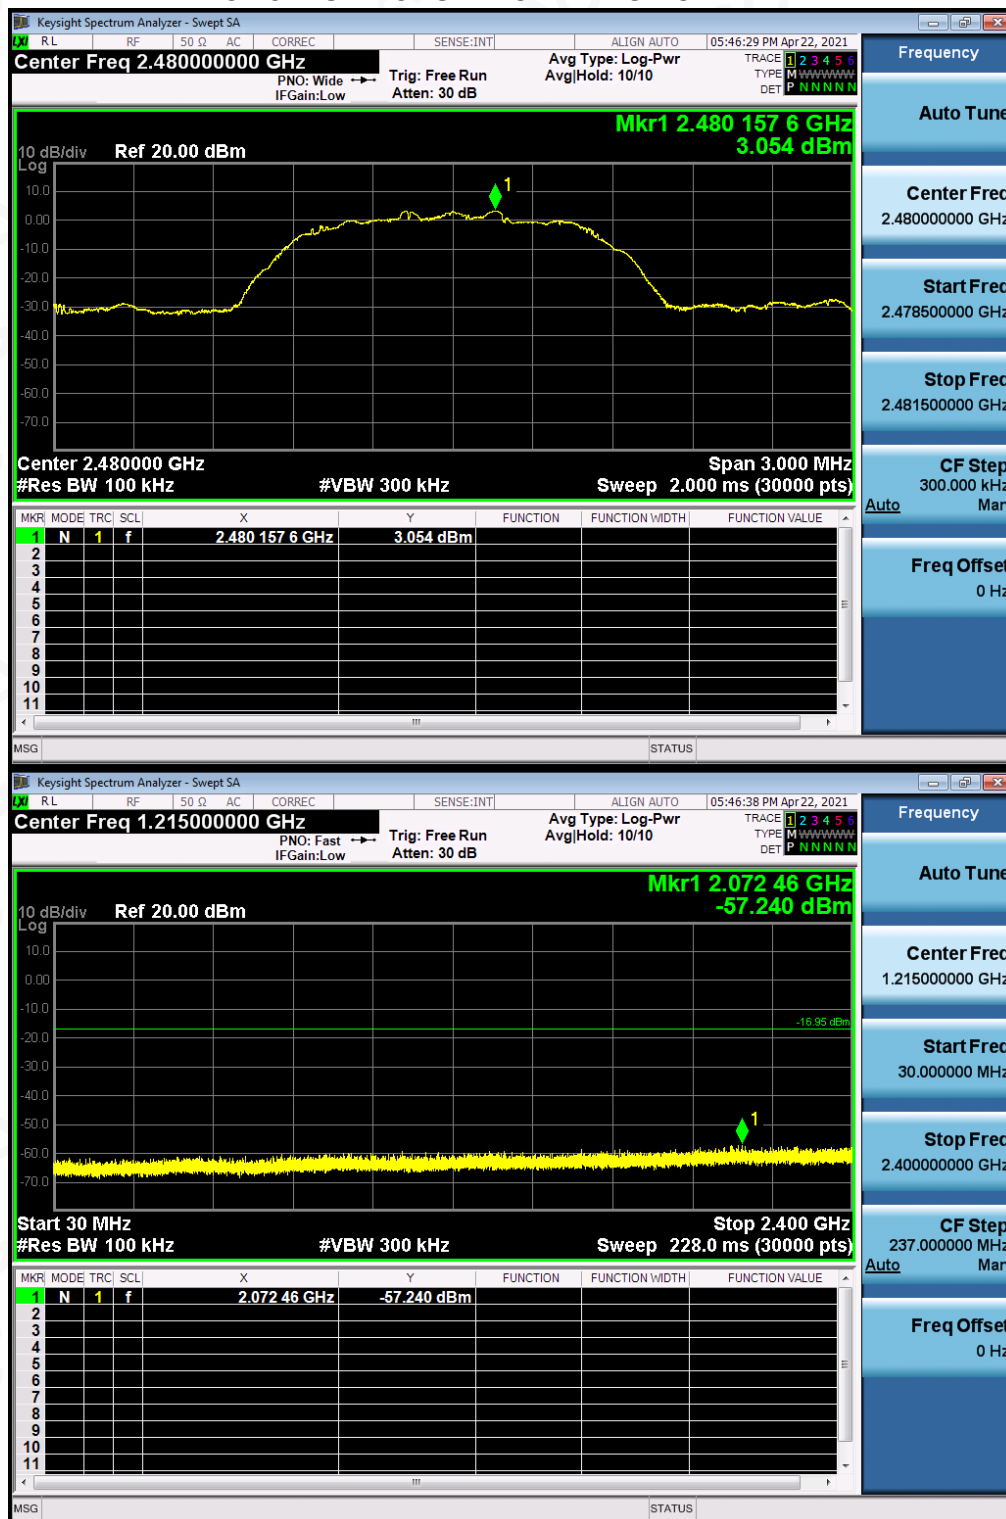 Keysight Spectrum Analyzer - Swept SA
LXI RL RF 50 Ω AC CORREC SENSE:INT ALIGN AUTO 05:46:29 PM Apr 22, 2021
Center Freq 2.480000000 GHz
PNO: Wide
IFGain:Low
Trig: Free Run
Atten: 30 dB
Avg Type: Log-Pwr
Avg|Hold: 10/10
TRACE 1 2 3 4 5 6
TYPE M WWWWW
DET P N N N N N
Mkr1 2.480 157 6 GHz
3.054 dBm
10 dB/div Ref 20.00 dBm
Log
10.0
1
0.00
-10.0
-20.0
-30.0
-40.0
-50.0
-60.0
-70.0
Center 2.480000 GHz Span 3.000 MHz
#Res BW 100 kHz #VBW 300 kHz Sweep 2.000 ms (30000 pts)
MKR MODE TRC SCL X Y FUNCTION FUNCTION WIDTH FUNCTION VALUE
1 N 1 f 2.480 157 6 GHz 3.054 dBm
2
3
4
5
6
7
8
9
10
11
MSG STATUS
Frequency
Auto Tune
Center Freq
2.480000000 GHz
Start Freq
2.478500000 GHz
Stop Freq
2.481500000 GHz
CF Step
300.000 kHz
Auto Man
Freq Offset
0 Hz
Keysight Spectrum Analyzer - Swept SA
LXI RL RF 50 Ω AC CORREC SENSE:INT ALIGN AUTO 05:46:38 PM Apr 22, 2021
Center Freq 1.215000000 GHz
PNO: Fast
IFGain:Low
Trig: Free Run
Atten: 30 dB
Avg Type: Log-Pwr
Avg|Hold: 10/10
TRACE 1 2 3 4 5 6
TYPE M WWWWW
DET P N N N N N
Mkr1 2.072 46 GHz
-57.240 dBm
10 dB/div Ref 20.00 dBm
Log
10.0
0.00
-10.0
-16.95 dBm
-20.0
-30.0
-40.0
-50.0
1
-60.0
-70.0
Start 30 MHz Stop 2.400 GHz
#Res BW 100 kHz #VBW 300 kHz Sweep 228.0 ms (30000 pts)
MKR MODE TRC SCL X Y FUNCTION FUNCTION WIDTH FUNCTION VALUE
1 N 1 f 2.072 46 GHz -57.240 dBm
2
3
4
5
6
7
8
9
10
11
MSG STATUS
Frequency
Auto Tune
Center Freq
1.215000000 GHz
Start Freq
30.000000 MHz
Stop Freq
2.400000000 GHz
CF Step
237.000000 MHz
Auto Man
Freq Offset
0 Hz